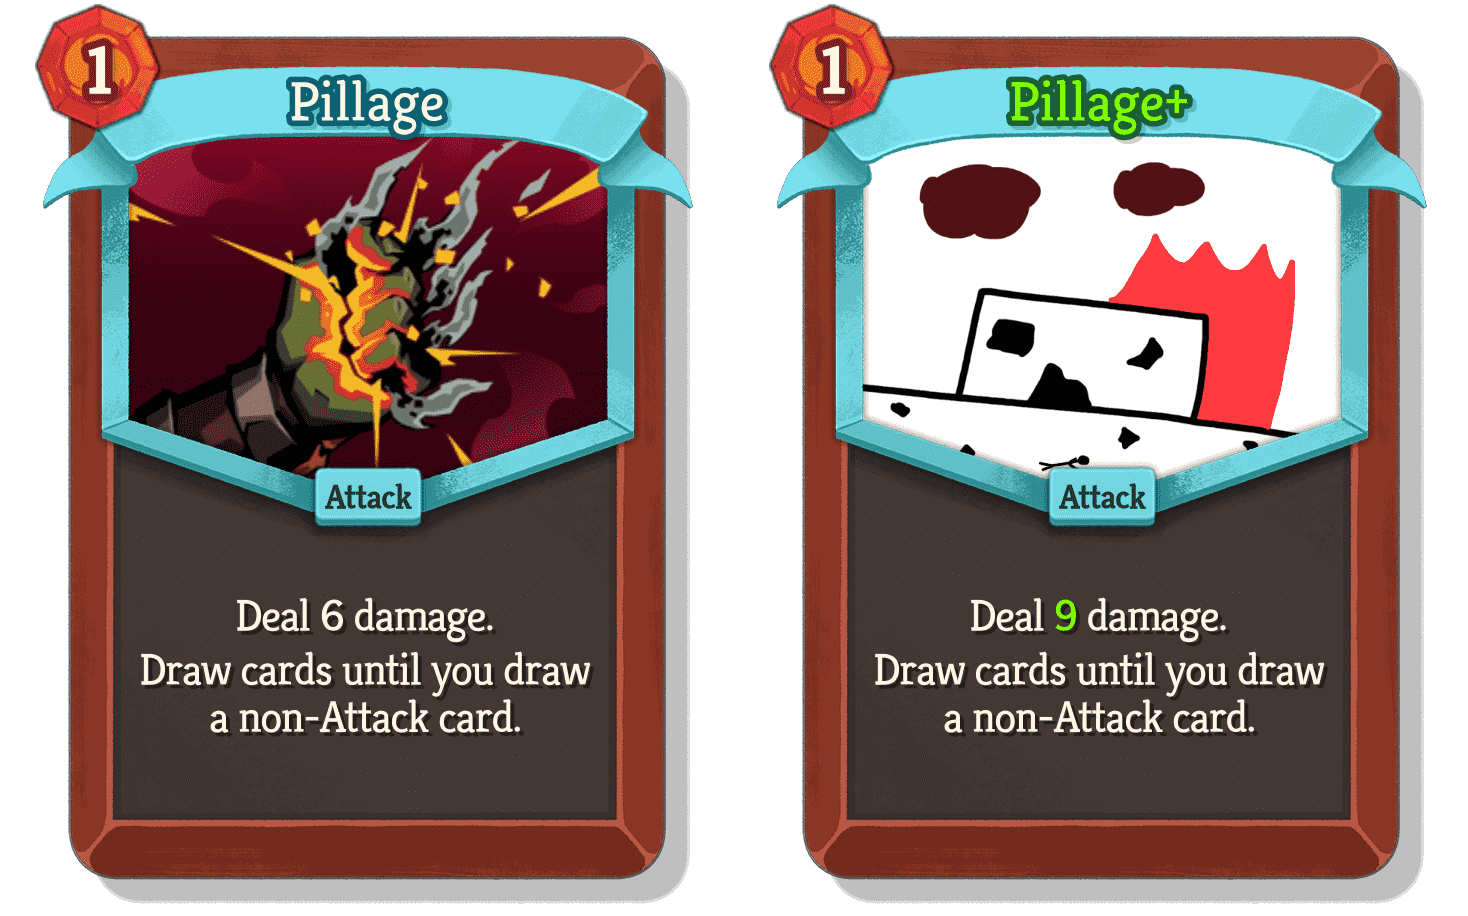 1
Pillage
Attack
Deal 6 damage.
Draw cards until you draw
a non-Attack card.
1
Pillage+
Attack
Deal 9 damage.
Draw cards until you draw
a non-Attack card.